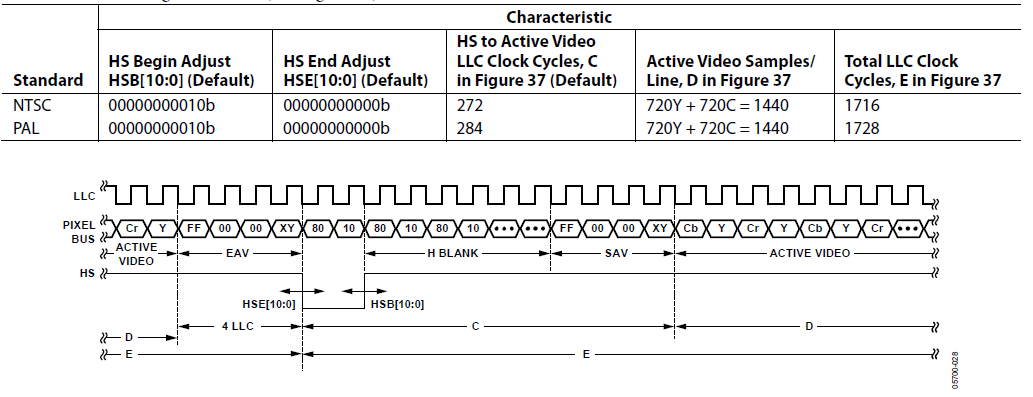 Characteristic
Standard
HS Begin Adjust HSB[10:0] (Default)
HS End Adjust HSE[10:0] (Default)
HS to Active Video LLC Clock Cycles, C in Figure 37 (Default)
Active Video Samples/ Line, D in Figure 37
Total LLC Clock Cycles, E in Figure 37
NTSC 00000000010b 00000000000b 272 720Y + 720C = 1440 1716
PAL 00000000010b 00000000000b 284 720Y + 720C = 1440 1728
LLC
PIXEL BUS
Cr Y FF 00 00 XY 80 10 80 10 80 10 ••• ••• FF 00 00 XY Cb Y Cr Y Cb Y Cr •••
ACTIVE VIDEO
EAV
H BLANK
SAV
ACTIVE VIDEO
HS
HSE[10:0]
HSB[10:0]
4 LLC
C
D
D
E
E
05700-028